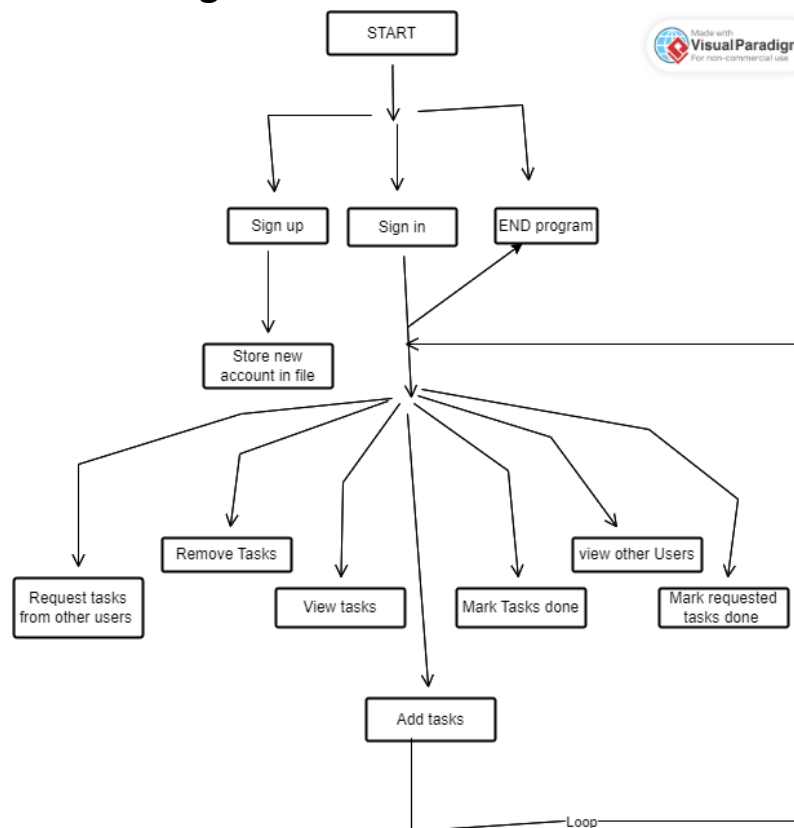 START
Made with
Visual Paradigm
For non-commercial use
Sign up
Sign in
END program
Store new
account in file
Remove Tasks
view other Users
Request tasks
from other users
View tasks
Mark Tasks done
Mark requested
tasks done
Add tasks
Loop